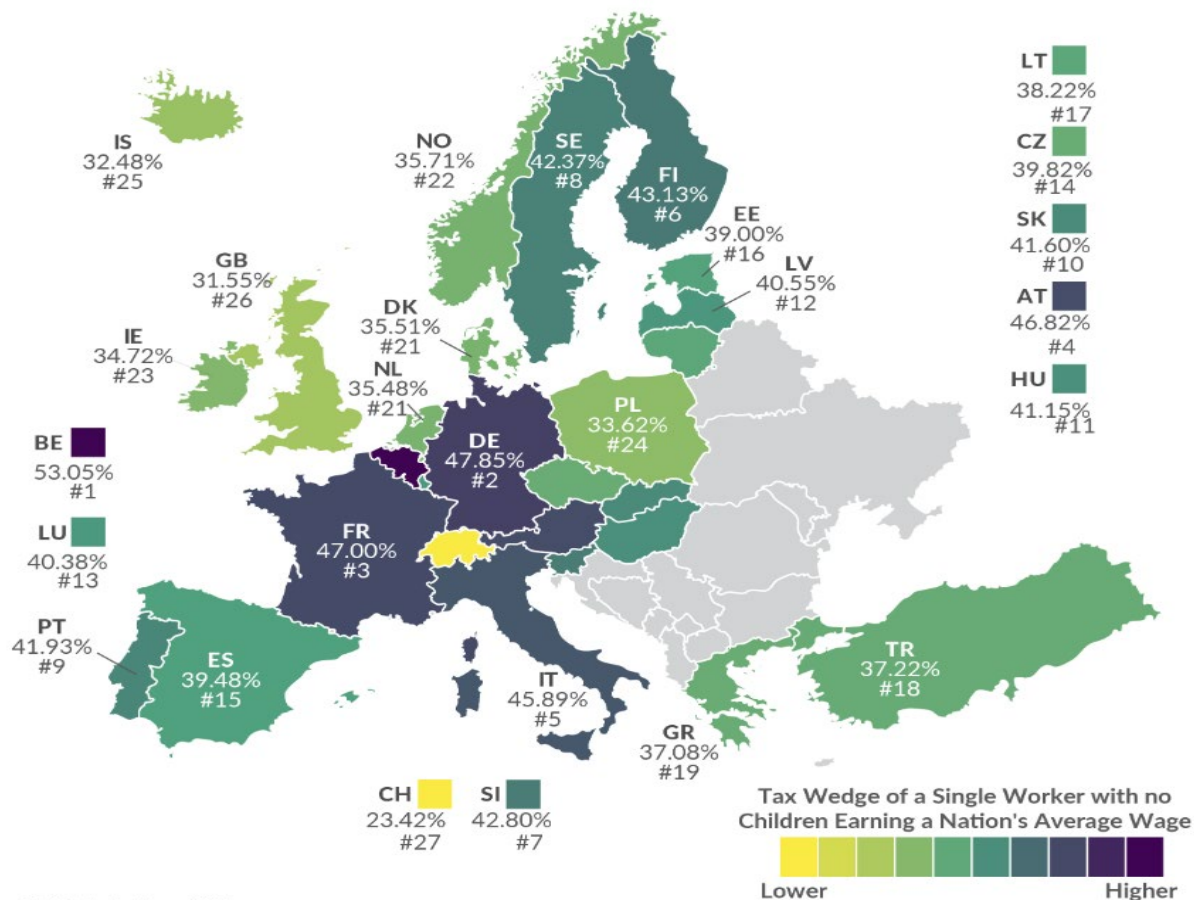 LT
38.22%
#17
CZ
39.82%
#14
SK
41.60%
#10
AT
46.82%
#4
HU
41.15%
#11
IS
32.48%
#25
NO
35.71%
#22
SE
42.37%
#8
FI
43.13%
#6
EE
39.00%
#16
LV
40.55%
#12
GB
31.55%
#26
DK
35.51%
#21
IE
34.72%
#23
NL
35.48%
#21
PL
33.62%
#24
DE
47.85%
#2
BE
53.05%
#1
LU
40.38%
#13
FR
47.00%
#3
PT
41.93%
#9
ES
39.48%
#15
IT
45.89%
#5
TR
37.22%
#18
GR
37.08%
#19
CH
23.42%
#27
SI
42.80%
#7
Tax Wedge of a Single Worker with no
Children Earning a Nation's Average Wage
Lower Higher